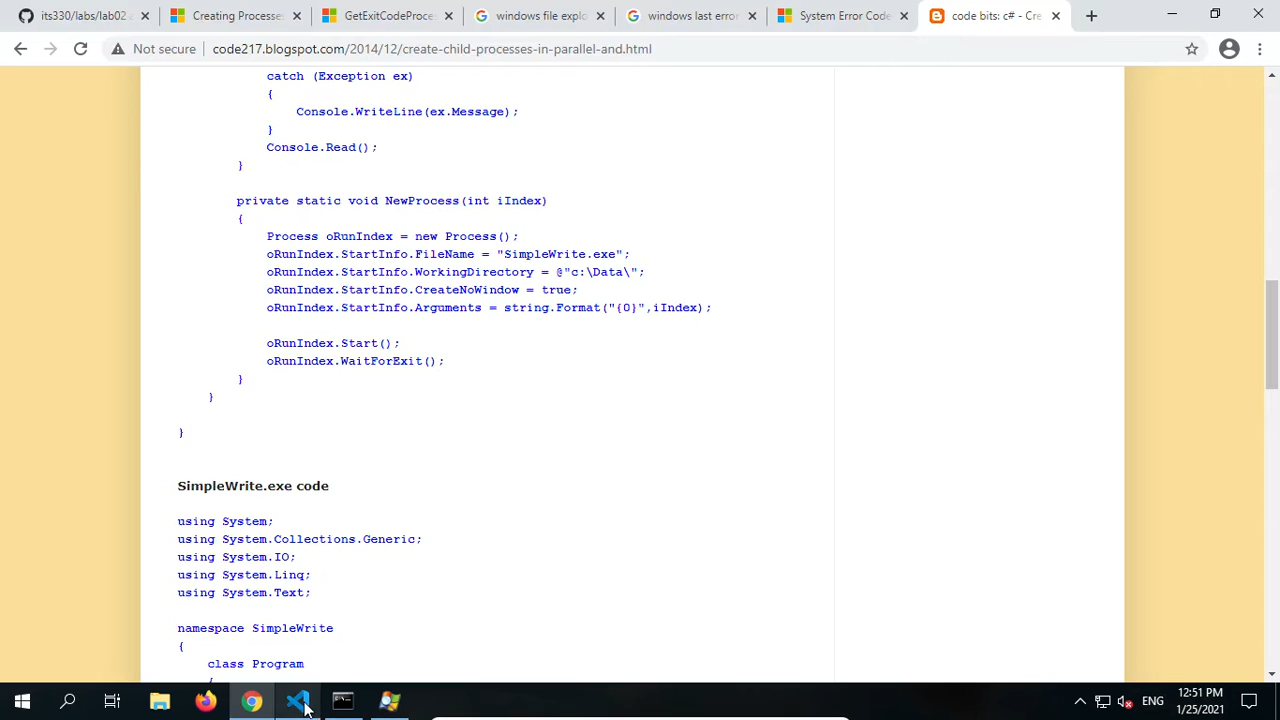 its330/labs/lab02
Creating Processes
GetExitCodeProce
windows file explo
windows last error
System Error Code
code bits: c# - Cre
Not secure
code217.blogspot.com/2014/12/create-child-processes-in-parallel-and.html
catch (Exception ex)
{
Console.WriteLine(ex.Message);
}
Console.Read();
}
private static void NewProcess(int iIndex)
{
Process oRunIndex = new Process();
oRunIndex.StartInfo.FileName = "SimpleWrite.exe";
oRunIndex.StartInfo.WorkingDirectory = @"c:\Data\";
oRunIndex.StartInfo.CreateNoWindow = true;
oRunIndex.StartInfo.Arguments = string.Format("{0}",iIndex);
oRunIndex.Start();
oRunIndex.WaitForExit();
}
}
}
SimpleWrite.exe code
using System;
using System.Collections.Generic;
using System.IO;
using System.Linq;
using System.Text;
namespace SimpleWrite
{
class Program
{
ENG
12:51 PM
1/25/2021